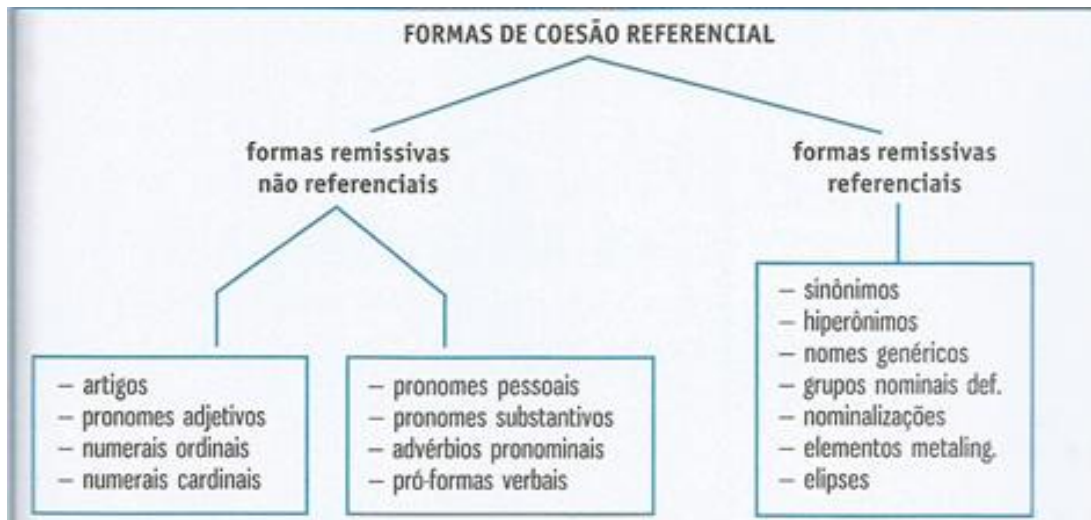 FORMAS DE COESÃO REFERENCIAL
formas remissivas
não referenciais
formas remissivas
referenciais
– artigos
– pronomes adjetivos
– numerais ordinais
– numerais cardinais
– pronomes pessoais
– pronomes substantivos
– advérbios pronominais
– pró-formas verbais
– sinônimos
– hiperônimos
– nomes genéricos
– grupos nominais def.
– nominalizações
– elementos metaling.
– elipses